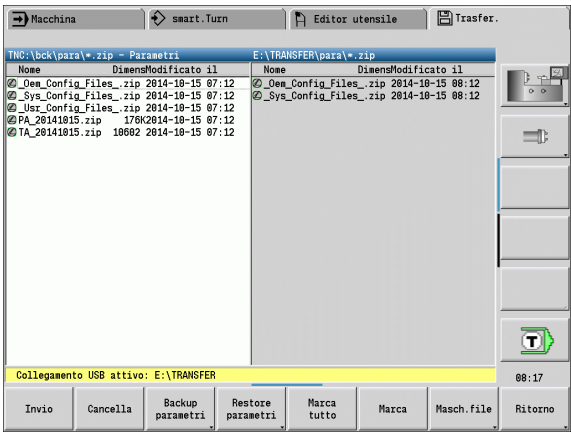 Macchina smart.Turn Editor utensile Trasfer.
TNC:\bck\para\*.zip - Parametri E:\TRANSFER\para\*.zip
Nome DimensModificato il Nome DimensModificato il
_Oem_Config_Files_.zip 2014-10-15 07:12 _Oem_Config_Files_.zip 2014-10-15 08:12
_Sys_Config_Files_.zip 2014-10-15 07:12 _Sys_Config_Files_.zip 2014-10-15 08:12
_Usr_Config_Files_.zip 2014-10-15 07:12
PA_20141015.zip 176K2014-10-15 07:12
TA_20141015.zip 10602 2014-10-15 07:12
T
Collegamento USB attivo: E:\TRANSFER
08:17
Invio Cancella Backup parametri Restore parametri Marca tutto Marca Masch.file Ritorno